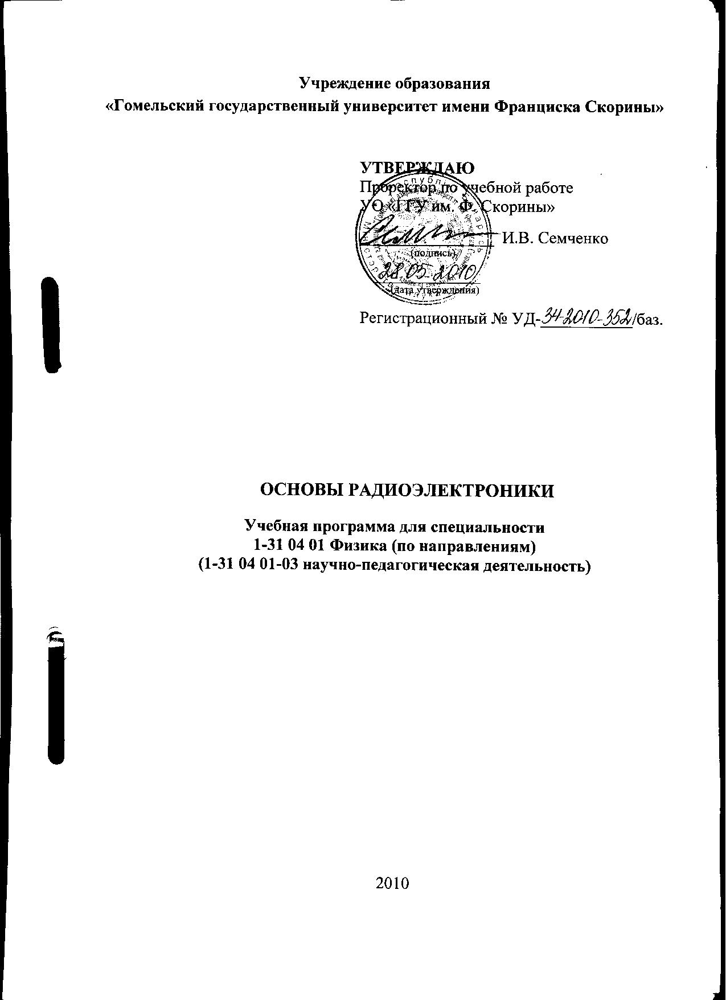 Учреждение образования
«Гомельский государственный университет имени Франциска Скорины»
УТВЕРЖДАЮ
Проректор по учебной работе
УО «ГГУ им. Ф. Скорины»
И.В. Семченко
(подпись)
28.05.2010
(дата утверждения)
Регистрационный № УД-34-2010-352/баз.
ОСНОВЫ РАДИОЭЛЕКТРОНИКИ
Учебная программа для специальности
1-31 04 01 Физика (по направлениям)
(1-31 04 01-03 научно-педагогическая деятельность)
2010